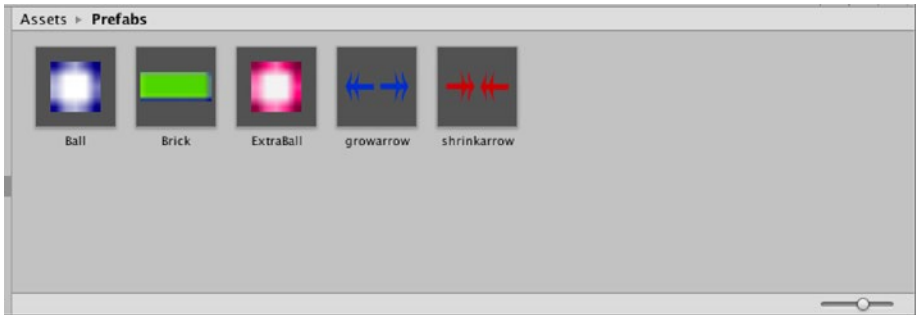 Assets ▸ Prefabs
Ball Brick ExtraBall growarrow shrinkarrow